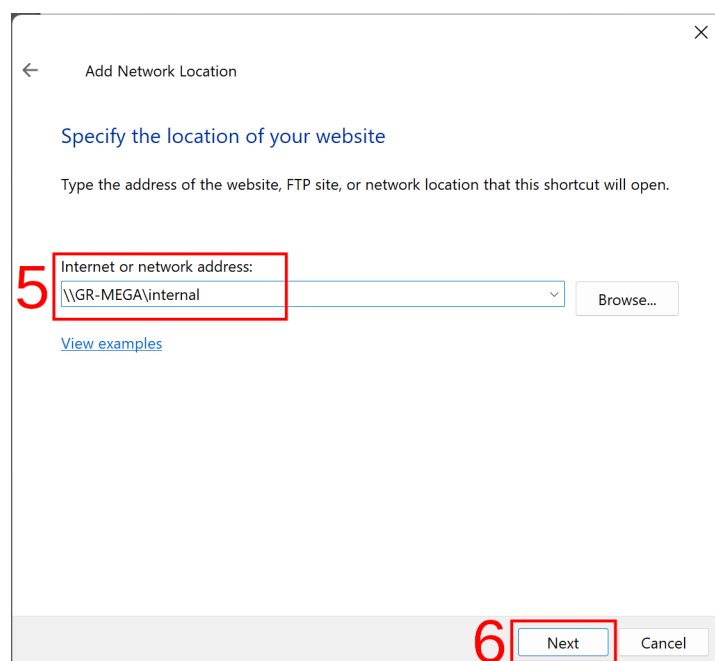 Add Network Location
Specify the location of your website
Type the address of the website, FTP site, or network location that this shortcut will open.
Internet or network address:
5
\\GR-MEGA\internal
Browse...
View examples
6
Next
Cancel